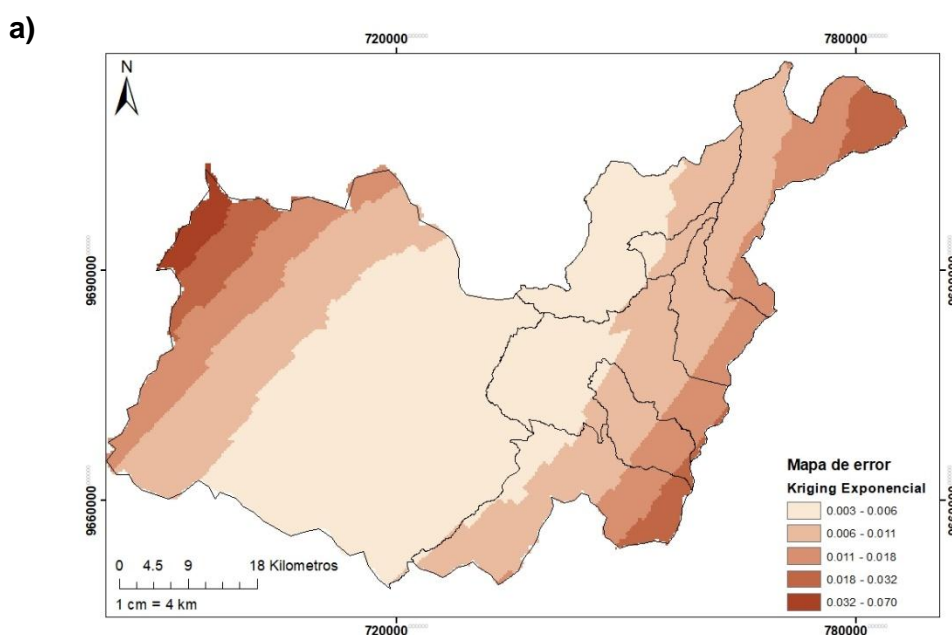 a)
720000
780000
N
9690000
Mapa de error
Kriging Exponencial
0.003 - 0.006
0.006 - 0.011
0.011 - 0.018
0.018 - 0.032
0.032 - 0.070
9660000
0 4.5 9 18 Kilometros
1 cm = 4 km
720000
780000